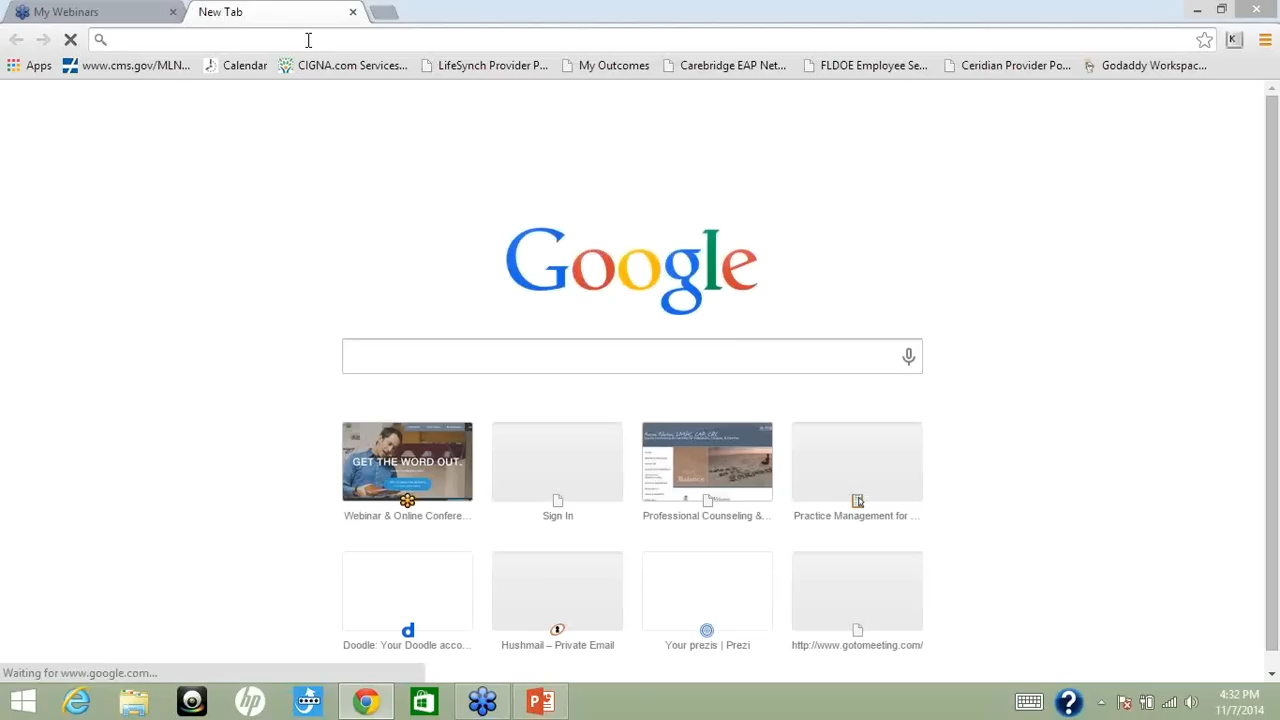 My Webinars
New Tab
Apps
www.cms.gov/MLN...
Calendar
CIGNA.com Services...
LifeSynch Provider P...
My Outcomes
Carebridge EAP Net...
FLDOE Employee Se...
Ceridian Provider Po...
Godaddy Workspac...
Google
GET THE WORD OUT.
Webinar & Online Confere...
Sign In
Professional Counseling &...
Practice Management for ...
Doodle: Your Doodle acco...
Hushmail – Private Email
Your prezis | Prezi
http://www.gotomeeting.com/
Waiting for www.google.com...
4:32 PM
11/7/2014